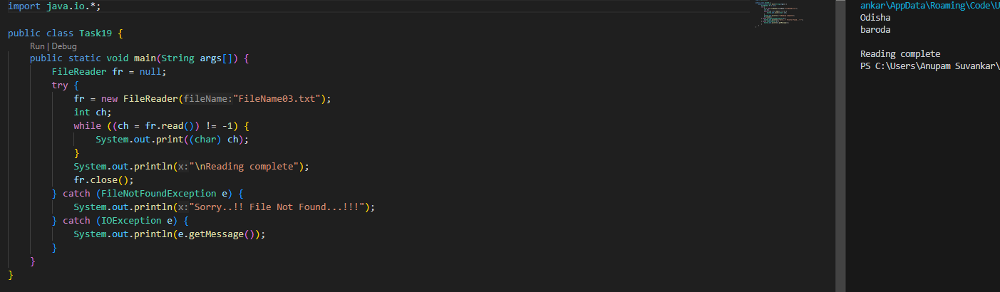 import java.io.*;
public class Task19 {
Run | Debug
public static void main(String args[]) {
FileReader fr = null;
try {
fr = new FileReader(fileName:"FileName03.txt");
int ch;
while ((ch = fr.read()) != -1) {
System.out.print((char) ch);
}
System.out.println(x:"\nReading complete");
fr.close();
} catch (FileNotFoundException e) {
System.out.println(x:"Sorry..!! File Not Found...!!!");
} catch (IOException e) {
System.out.println(e.getMessage());
}
}
}
ankar\AppData\Roaming\Code\U
Odisha
baroda
Reading complete
PS C:\Users\Anupam Suvankar\